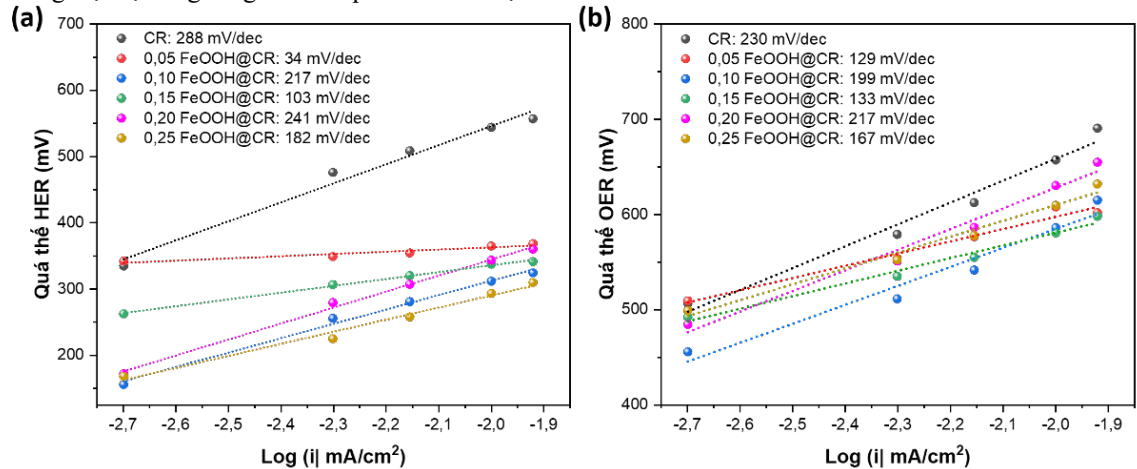 (a)
700
600
500
400
300
200
Quá thế HER (mV)
CR: 288 mV/dec
0,05 FeOOH@CR: 34 mV/dec
0,10 FeOOH@CR: 217 mV/dec
0,15 FeOOH@CR: 103 mV/dec
0,20 FeOOH@CR: 241 mV/dec
0,25 FeOOH@CR: 182 mV/dec
-2,7 -2,6 -2,5 -2,4 -2,3 -2,2 -2,1 -2,0 -1,9
Log (i| mA/cm²)
(b)
800
700
600
500
400
Quá thế OER (mV)
CR: 230 mV/dec
0,05 FeOOH@CR: 129 mV/dec
0,10 FeOOH@CR: 199 mV/dec
0,15 FeOOH@CR: 133 mV/dec
0,20 FeOOH@CR: 217 mV/dec
0,25 FeOOH@CR: 167 mV/dec
-2,7 -2,6 -2,5 -2,4 -2,3 -2,2 -2,1 -2,0 -1,9
Log (i| mA/cm²)